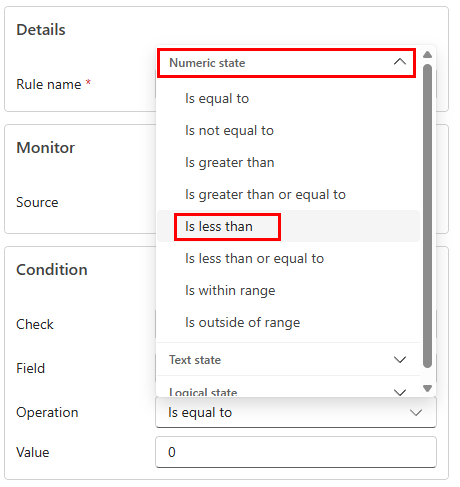 Details
Rule name *
Numeric state
Is equal to
Is not equal to
Is greater than
Is greater than or equal to
Is less than
Is less than or equal to
Is within range
Is outside of range
Text state
Logical state
Monitor
Source
Condition
Check
Field
Operation
Is equal to
Value
0